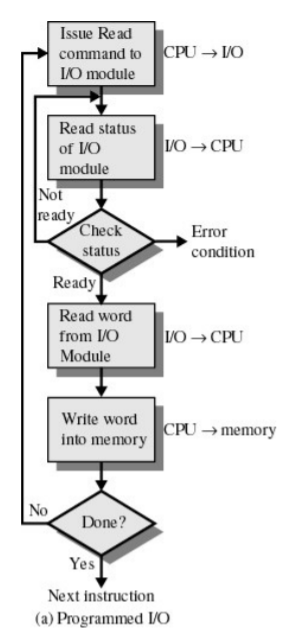 Issue Read
command to
I/O module
CPU → I/O
Read status
of I/O
module
I/O → CPU
Not
ready
Check
status
Error
condition
Ready
Read word
from I/O
Module
I/O → CPU
Write word
into memory
CPU → memory
No
Done?
Yes
Next instruction
(a) Programmed I/O